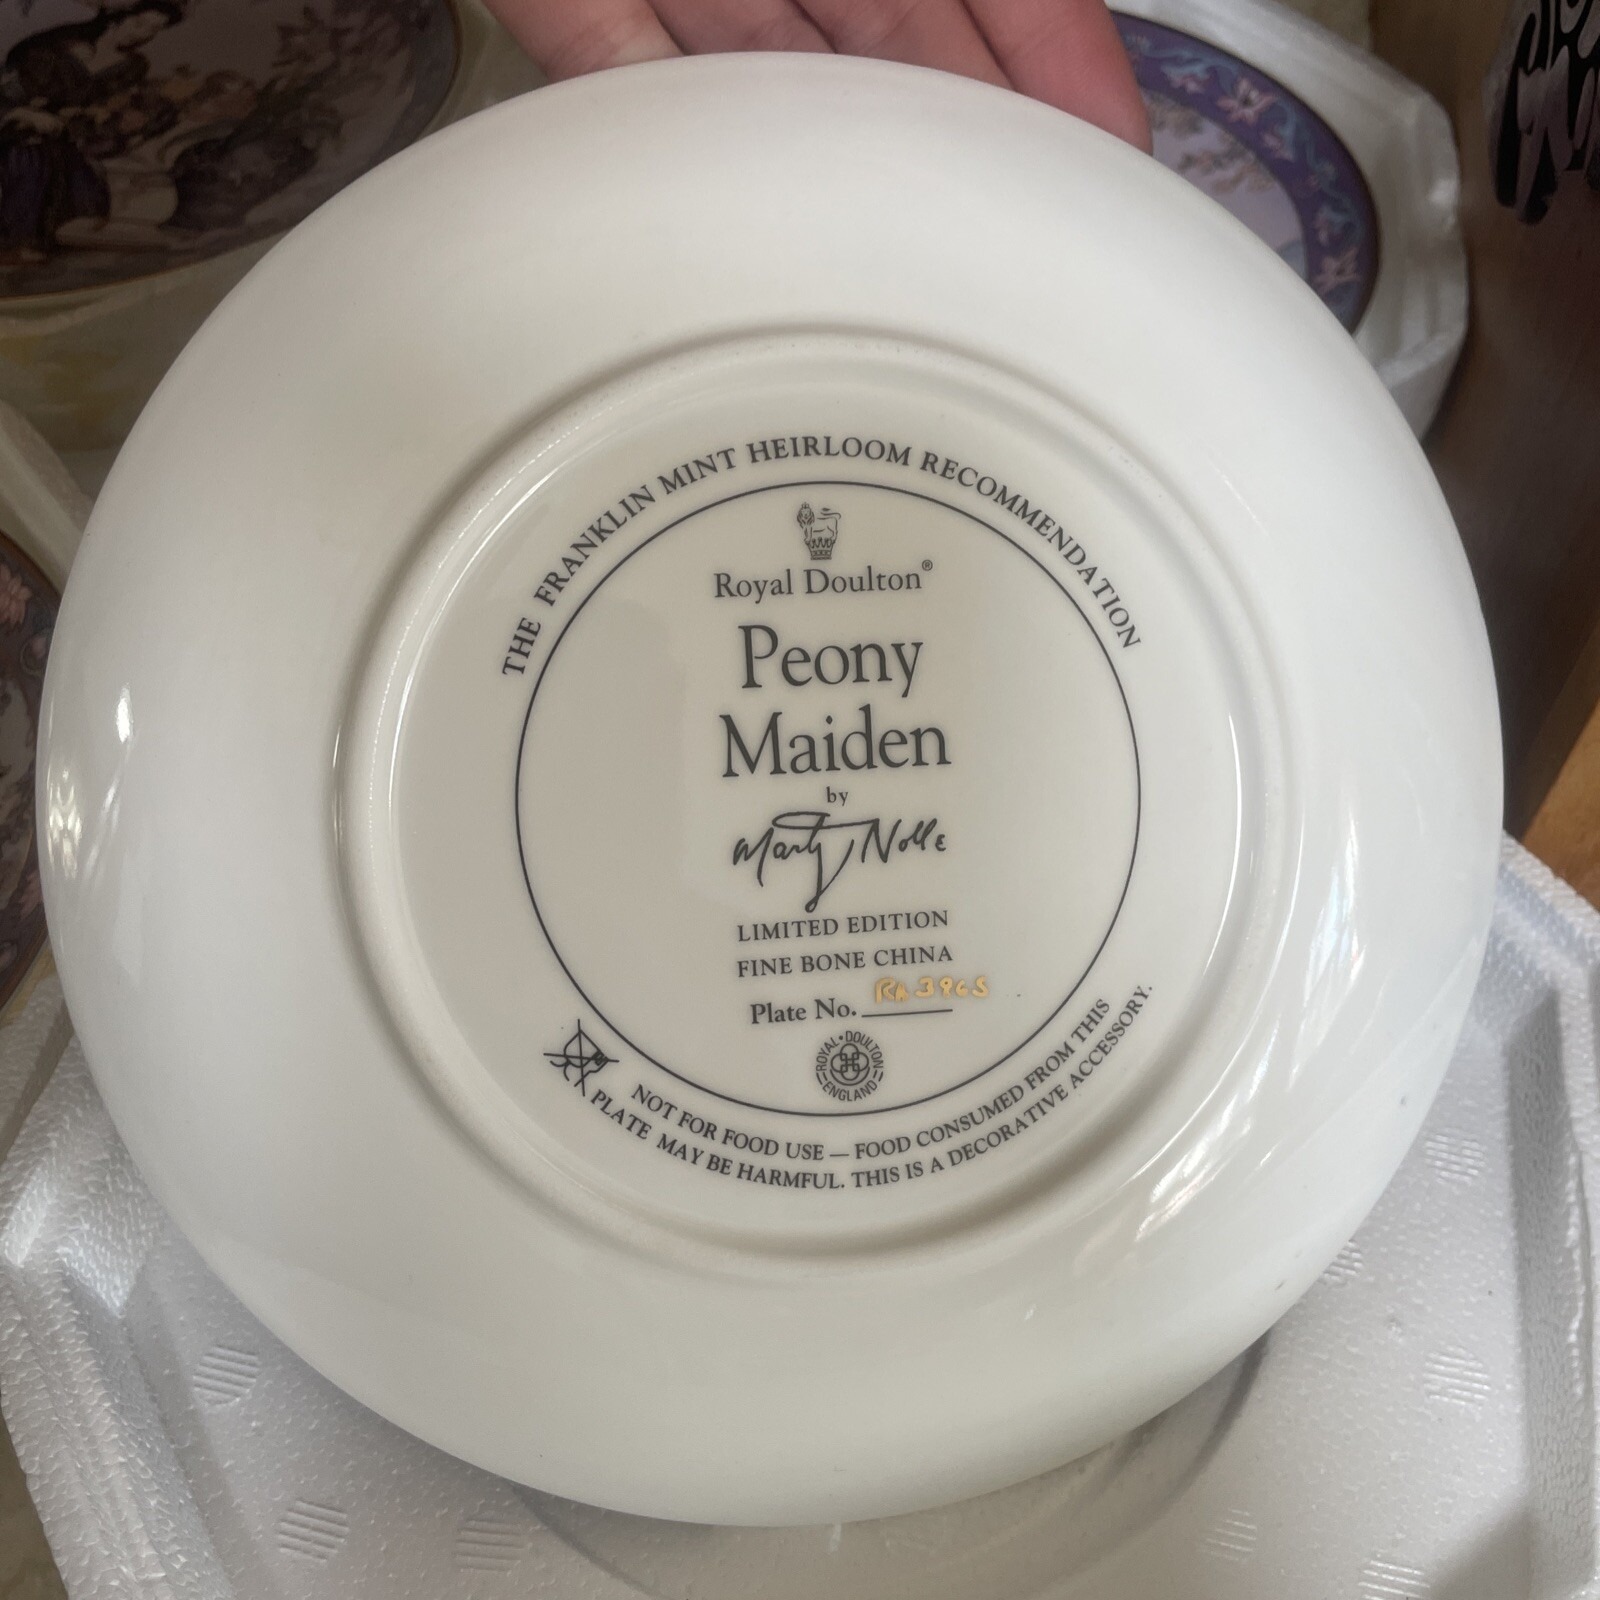 THE FRANKLIN MINT HEIRLOOM RECOMMENDATION
Royal Doulton®
Peony
Maiden
by
Marty Noble
LIMITED EDITION
FINE BONE CHINA
Plate No. RA 3965
ROYAL • DOULTON
ENGLAND
NOT FOR FOOD USE — FOOD CONSUMED FROM THIS
PLATE MAY BE HARMFUL. THIS IS A DECORATIVE ACCESSORY.